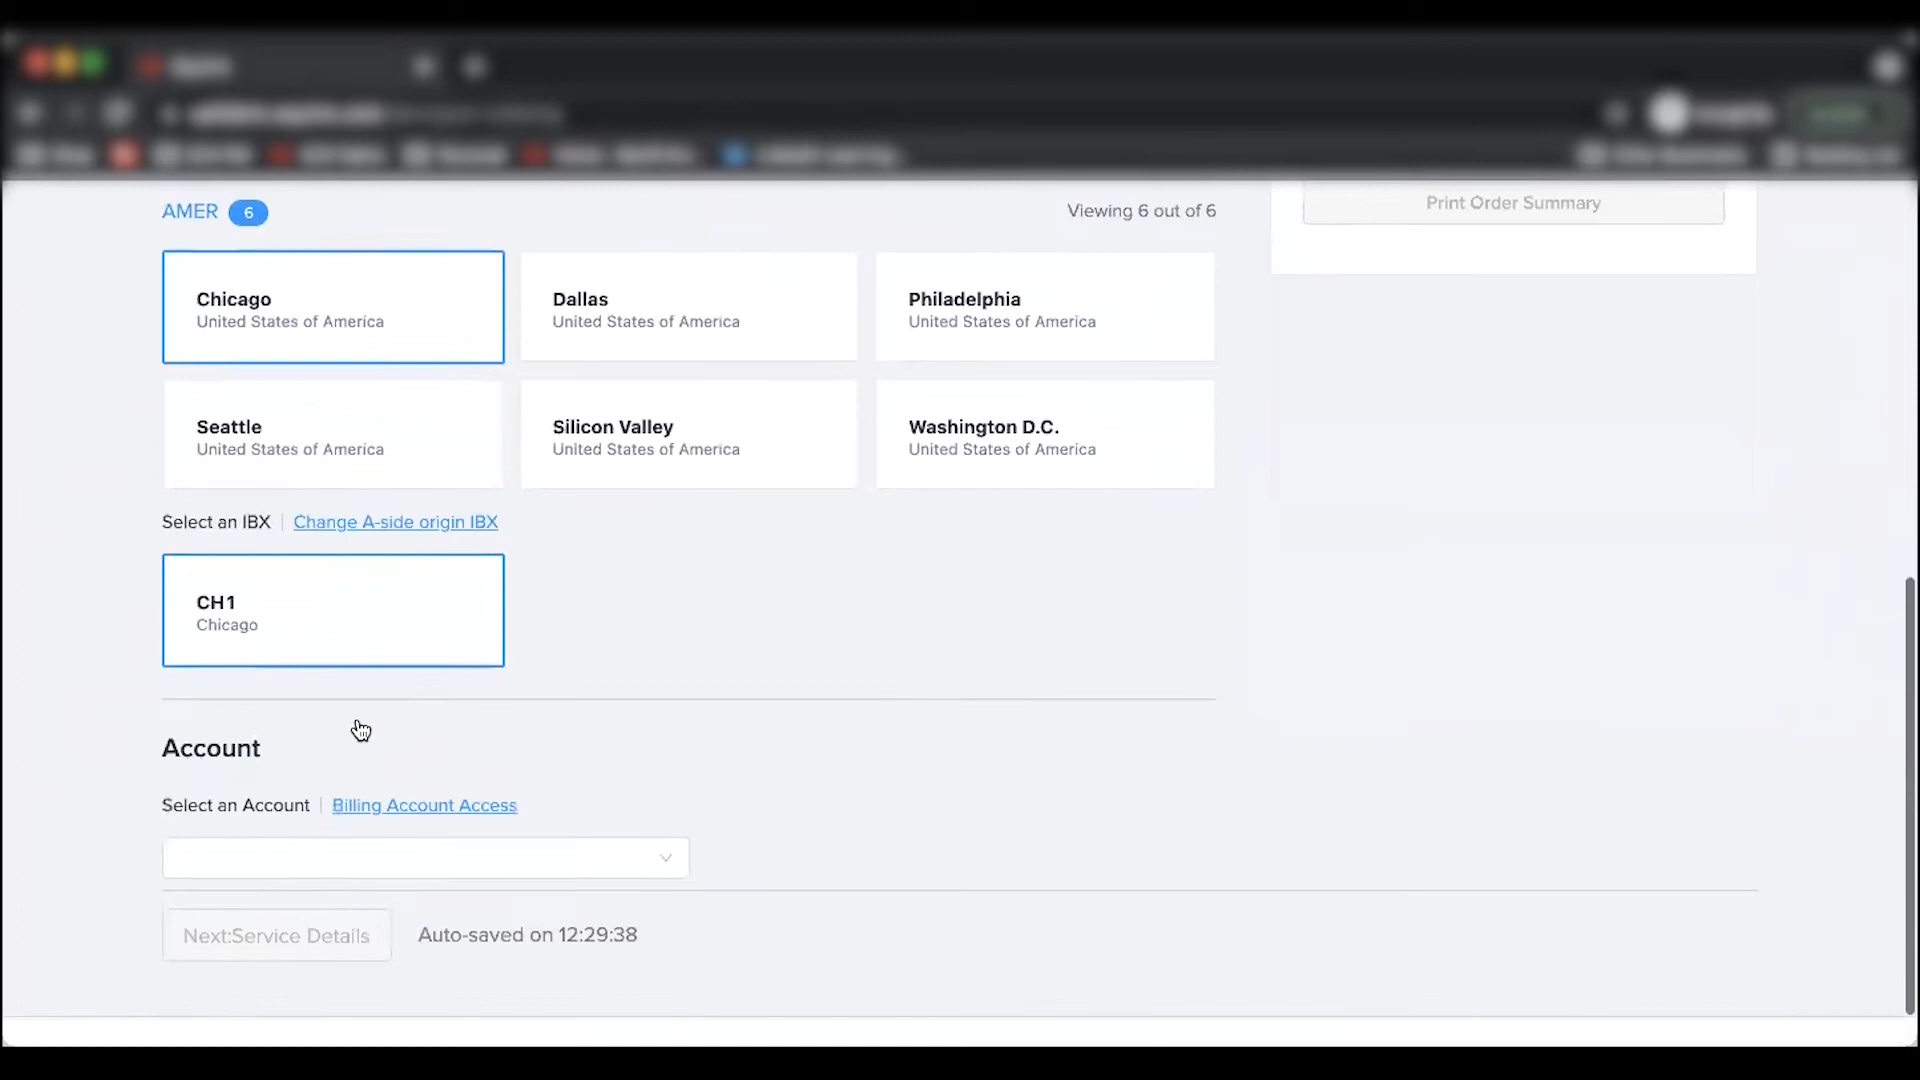 AMER 6 Viewing 6 out of 6
Print Order Summary
Chicago
United States of America
Dallas
United States of America
Philadelphia
United States of America
Seattle
United States of America
Silicon Valley
United States of America
Washington D.C.
United States of America
Select an IBX | Change A-side origin IBX
CH1
Chicago
Account
Select an Account | Billing Account Access
Next:Service Details Auto-saved on 12:29:38